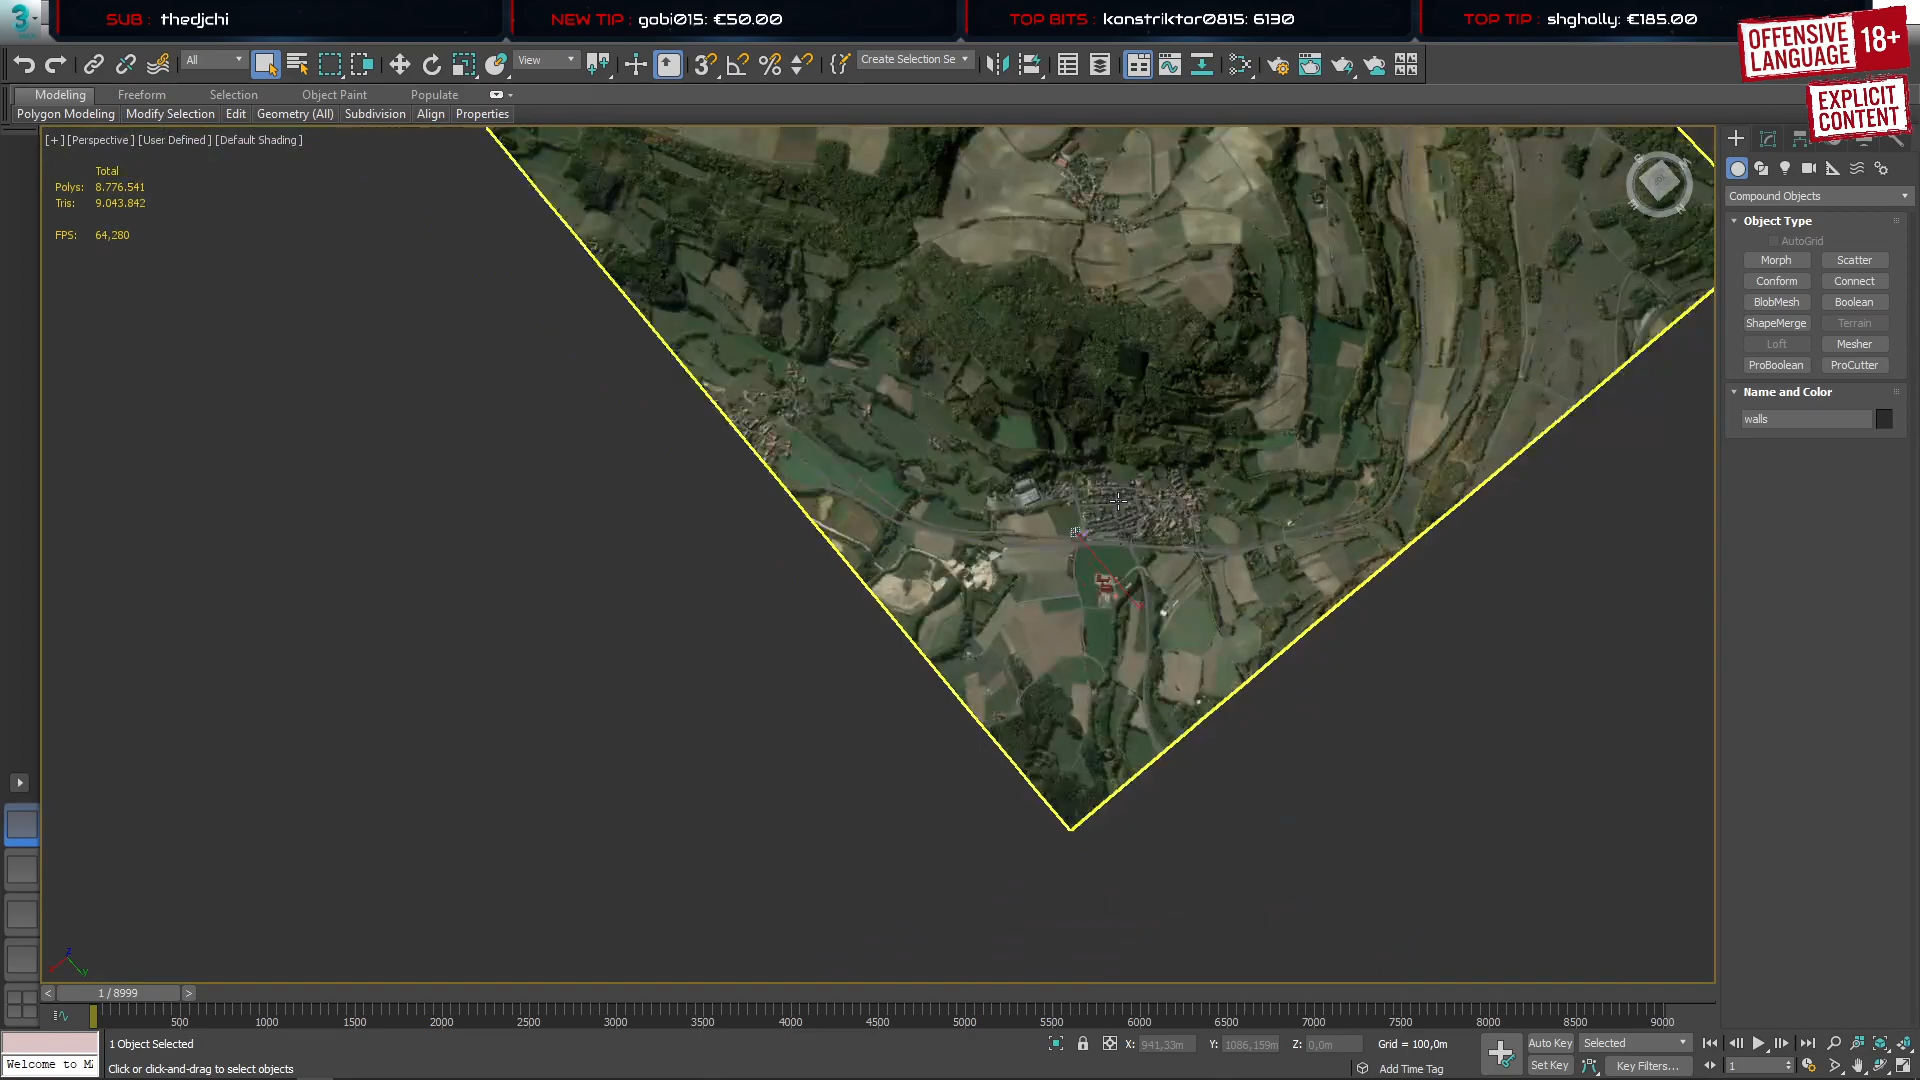 SUB : thedjchi
NEW TIP : gabi015: €50.00
TOP BITS : konstriktor0815: 6130
TOP TIP : shgholly: €185.00
OFFENSIVE LANGUAGE 18+
EXPLICIT CONTENT
3
MAX
All
View
Create Selection Se
Modeling
Freeform
Selection
Object Paint
Populate
Polygon Modeling
Modify Selection
Edit
Geometry (All)
Subdivision
Align
Properties
[+] [Perspective] [User Defined] [Default Shading]
Total
Polys: 8.776.541
Tris: 9.043.842
FPS: 64,280
Compound Objects
Object Type
AutoGrid
Morph Scatter
Conform Connect
BlobMesh Boolean
ShapeMerge Terrain
Loft Mesher
ProBoolean ProCutter
Name and Color
walls
z
y
< 1 / 8999 >
500 1000 1500 2000 2500 3000 3500 4000 4500 5000 5500 6000 6500 7000 7500 8000 8500 9000
1 Object Selected
X: 941,33m Y: 1086,159m Z: 0,0m Grid = 100,0m
Auto Key
Selected
Welcome to M
Click or click-and-drag to select objects
Add Time Tag
Set Key
Key Filters...
1